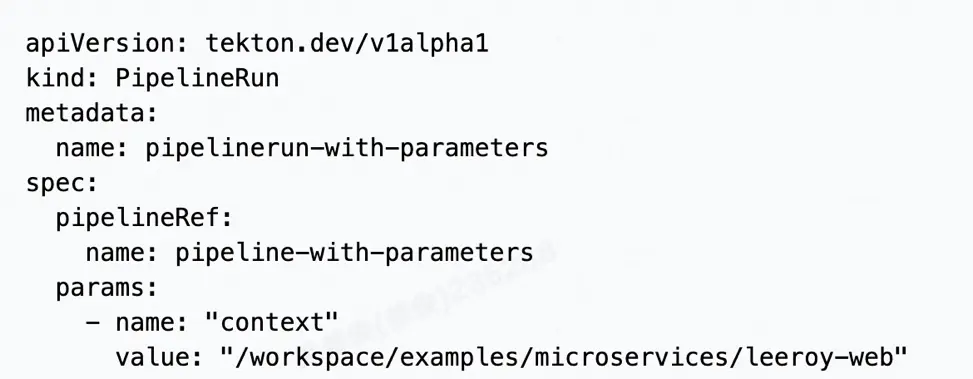 apiVersion: tekton.dev/v1alpha1
kind: PipelineRun
metadata:
  name: pipelinerun-with-parameters
spec:
  pipelineRef:
    name: pipeline-with-parameters
  params:
    - name: "context"
      value: "/workspace/examples/microservices/leeroy-web"